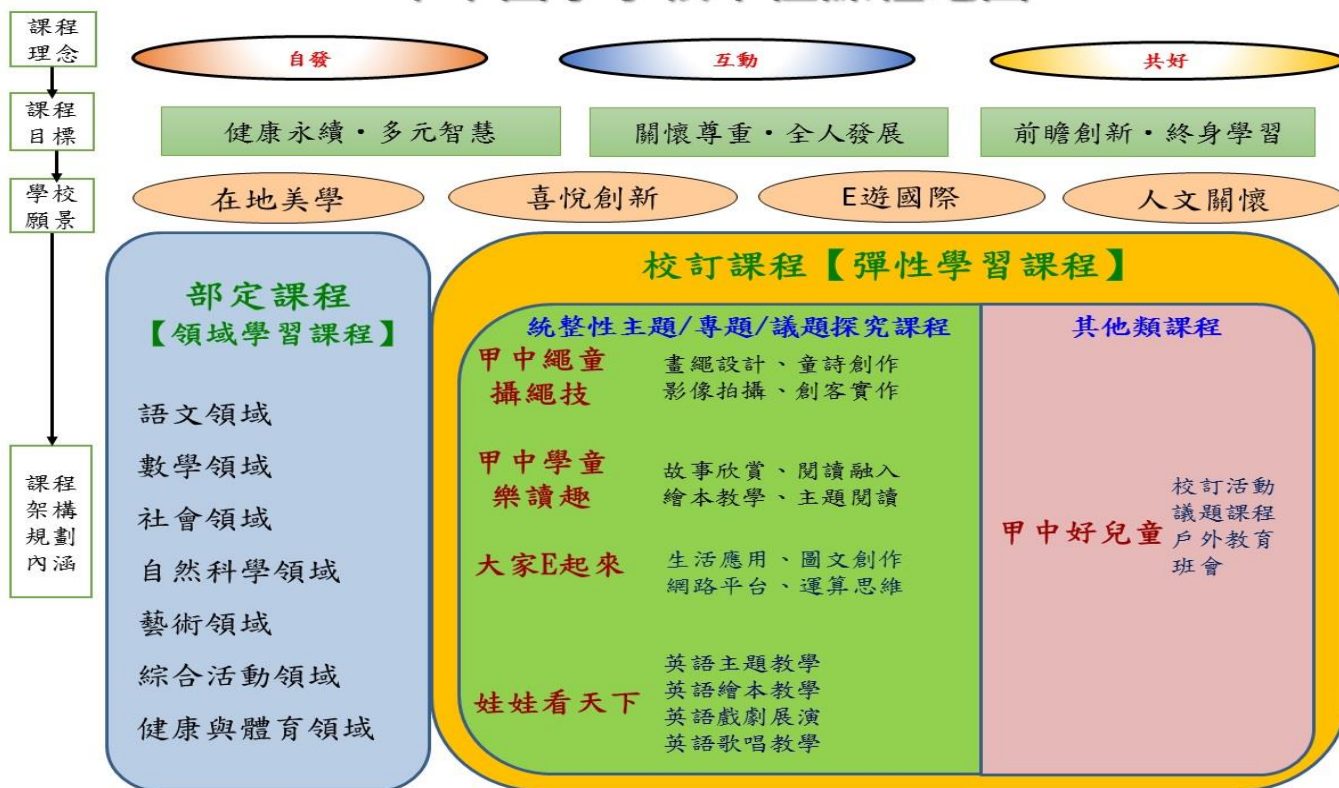 課程
理念
自發
互動
共好
課程
目標
健康永續・多元智慧
關懷尊重・全人發展
前瞻創新・終身學習
學校
願景
在地美學
喜悅創新
E遊國際
人文關懷
部定課程
【領域學習課程】
語文領域
數學領域
社會領域
自然科學領域
藝術領域
綜合活動領域
健康與體育領域
校訂課程【彈性學習課程】
統整性主題/專題/議題探究課程
甲中繩童
攝繩技
畫繩設計、童詩創作
影像拍攝、創客實作
甲中學童
樂讀趣
故事欣賞、閱讀融入
繪本教學、主題閱讀
大家E起來
生活應用、圖文創作
網路平台、運算思維
娃娃看天下
英語主題教學
英語繪本教學
英語戲劇展演
英語歌唱教學
其他類課程
甲中好兒童
校訂活動
議題課程
戶外教育
班會
課程
架構
規劃
內涵